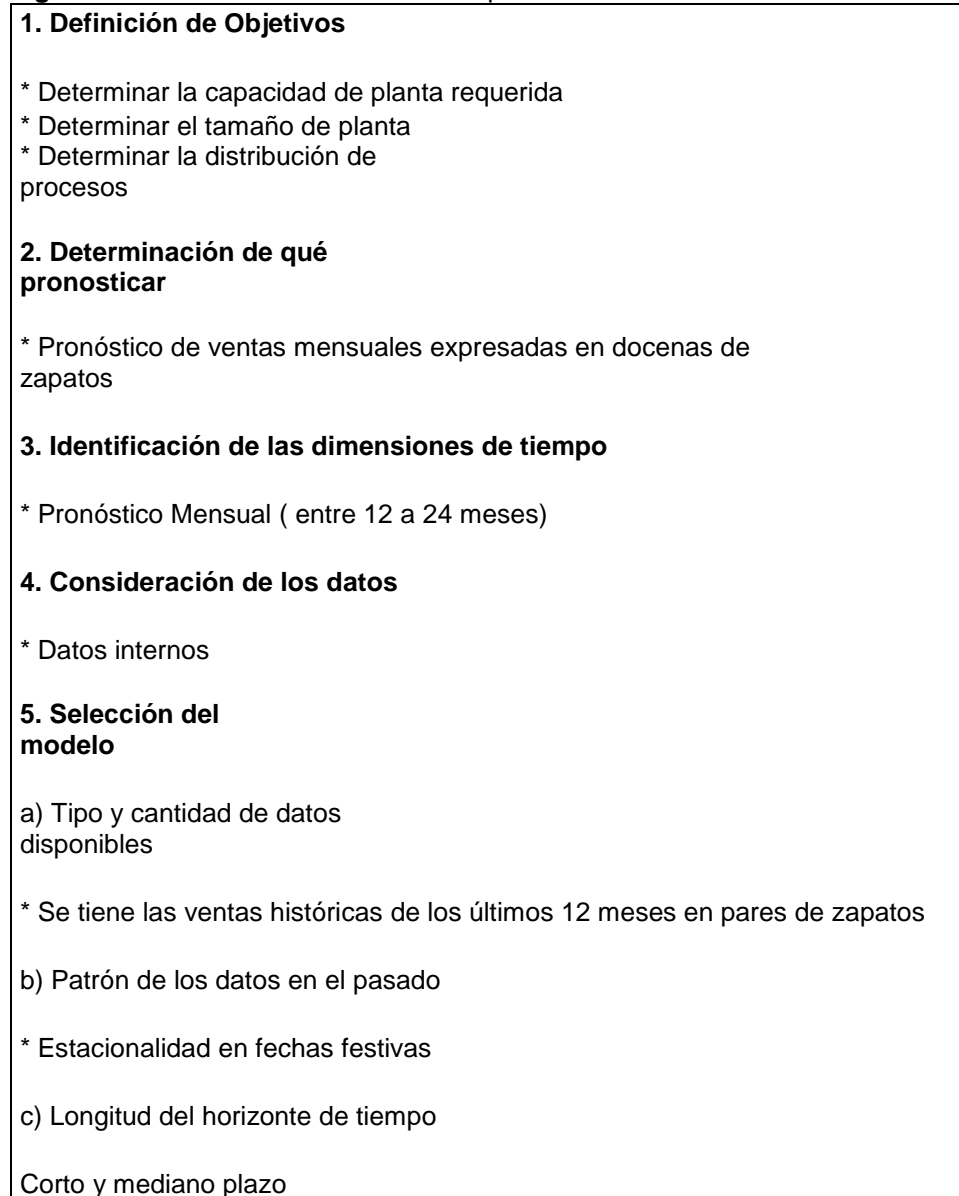 1. Definición de Objetivos
* Determinar la capacidad de planta requerida
* Determinar el tamaño de planta
* Determinar la distribución de
procesos
2. Determinación de qué
pronosticar
* Pronóstico de ventas mensuales expresadas en docenas de
zapatos
3. Identificación de las dimensiones de tiempo
* Pronóstico Mensual ( entre 12 a 24 meses)
4. Consideración de los datos
* Datos internos
5. Selección del
modelo
a) Tipo y cantidad de datos
disponibles
* Se tiene las ventas históricas de los últimos 12 meses en pares de zapatos
b) Patrón de los datos en el pasado
* Estacionalidad en fechas festivas
c) Longitud del horizonte de tiempo
Corto y mediano plazo